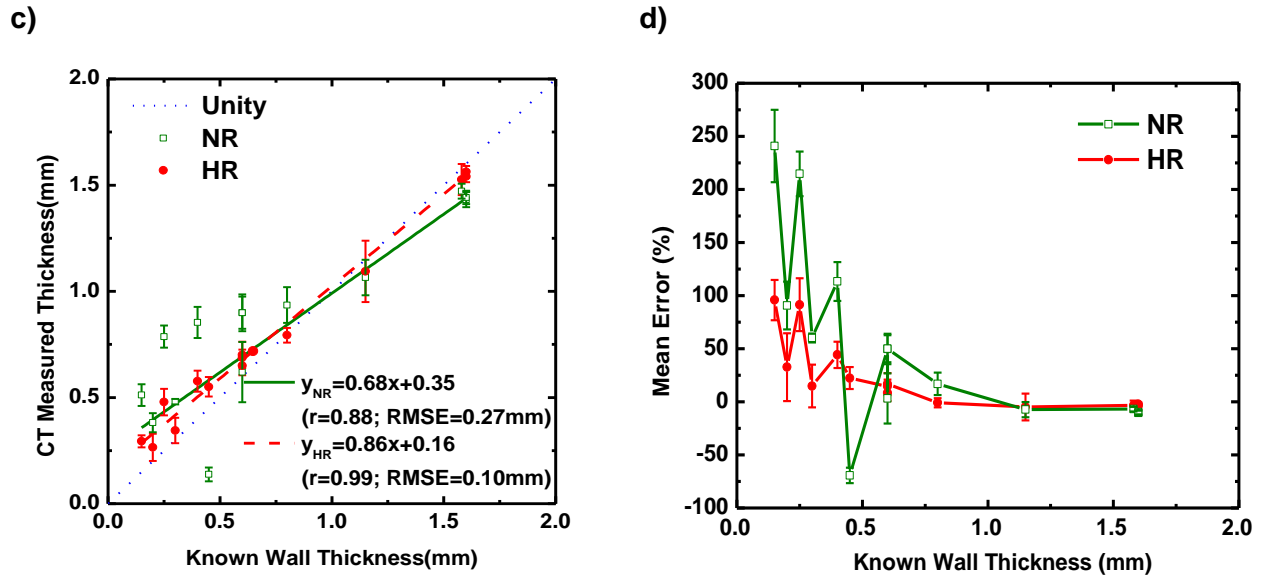 c)
2.0
1.5
1.0
0.5
0.0
CT Measured Thickness(mm)
Unity
NR
HR
yNR=0.68x+0.35
(r=0.88; RMSE=0.27mm)
yHR=0.86x+0.16
(r=0.99; RMSE=0.10mm)
0.0 0.5 1.0 1.5 2.0
Known Wall Thickness(mm)
d)
300
250
200
150
100
50
0
-50
-100
Mean Error (%)
NR
HR
0.0 0.5 1.0 1.5 2.0
Known Wall Thickness (mm)